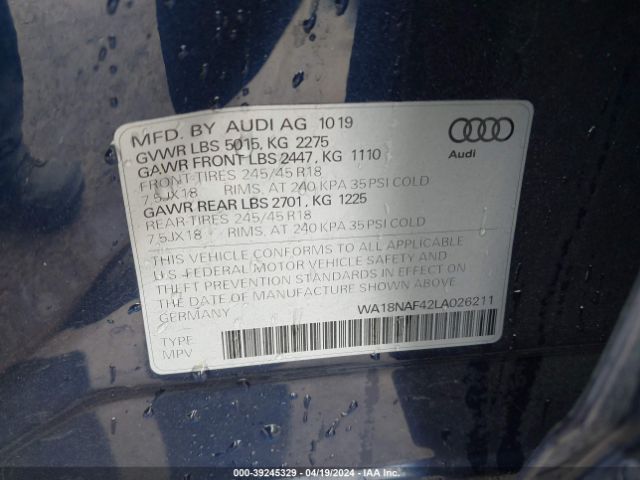 MFD. BY AUDI AG 1019
GVWR LBS 5015, KG 2275
GAWR FRONT LBS 2447, KG 1110
FRONT-TIRES 245/45 R18
7.5JX18 RIMS, AT 240 KPA 35 PSI COLD
GAWR REAR LBS 2701, KG 1225
REAR-TIRES 245/45 R18
7.5JX18 RIMS, AT 240 KPA 35 PSI COLD
Audi
THIS VEHICLE CONFORMS TO ALL APPLICABLE
U.S. FEDERAL MOTOR VEHICLE SAFETY AND
THEFT PREVENTION STANDARDS IN EFFECT ON
THE DATE OF MANUFACTURE SHOWN ABOVE
GERMANY
WA18NAF42LA026211
TYPE
MPV
000-39245329 - 04/19/2024 - IAA Inc.